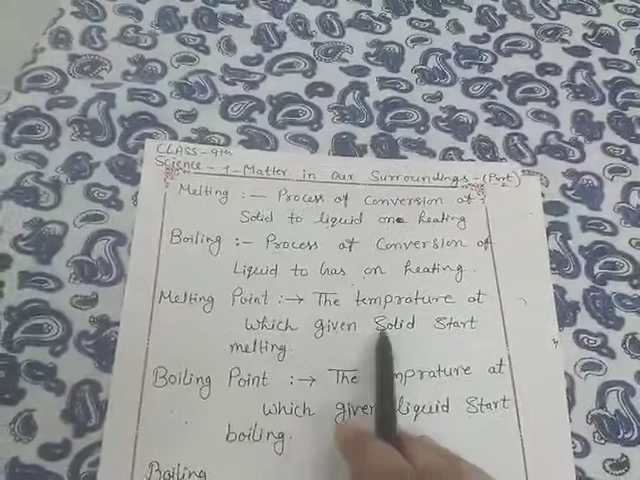 CLASS-9th
Science - 1 - Matter in Our Surroundings - (Part)
Melting :— Process of Conversion of
Solid to liquid one heating
Boiling :- Process of Conversion of
Liquid to Gas on heating.
Melting Point :→ The temprature at
which given Solid Start
melting.
Boiling Point :→ The mprature at
which given liquid Start
boiling.
Boiling